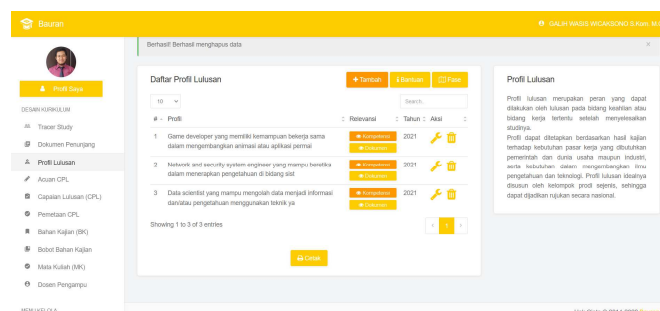 Bauran
GALIH WASIS WICAKSONO S.Kom. M.
Berhasil! Berhasil menghapus data
×
Profil Saya
DESAIN KURIKULUM
Tracer Study
Dokumen Penunjang
Profil Lulusan
Acuan CPL
Capaian Lulusan (CPL)
Pemetaan CPL
Bahan Kajian (BK)
Bobot Bahan Kajian
Mata Kuliah (MK)
Dosen Pengampu
Daftar Profil Lulusan
+ Tambah
Bantuan
Fase
10
Search..
# Profil Relevansi Tahun Aksi
1 Game developer yang memiliki kemampuan bekerja sama
dalam mengembangkan animasi atau aplikasi permai
Kompetensi
Dokumen
2021
2 Network and security system engineer yang mampu beretika
dalam menerapkan pengetahuan di bidang sist
Kompetensi
Dokumen
2021
3 Data scientist yang mampu mengolah data menjadi informasi
dan/atau pengetahuan menggunakan teknik ya
Kompetensi
Dokumen
2021
Showing 1 to 3 of 3 entries
‹ 1 ›
Cetak
Profil Lulusan
Profil lulusan merupakan peran yang dapat
dilakukan oleh lulusan pada bidang keahlian atau
bidang kerja tertentu setelah menyelesaikan
studinya.
Profil dapat ditetapkan berdasarkan hasil kajian
terhadap kebutuhan pasar kerja yang dibutuhkan
pemerintah dan dunia usaha maupun industri,
serta kebutuhan dalam mengembangkan ilmu
pengetahuan dan teknologi. Profil lulusan idealnya
disusun oleh kelompok prodi sejenis, sehingga
dapat dijadikan rujukan secara nasional.